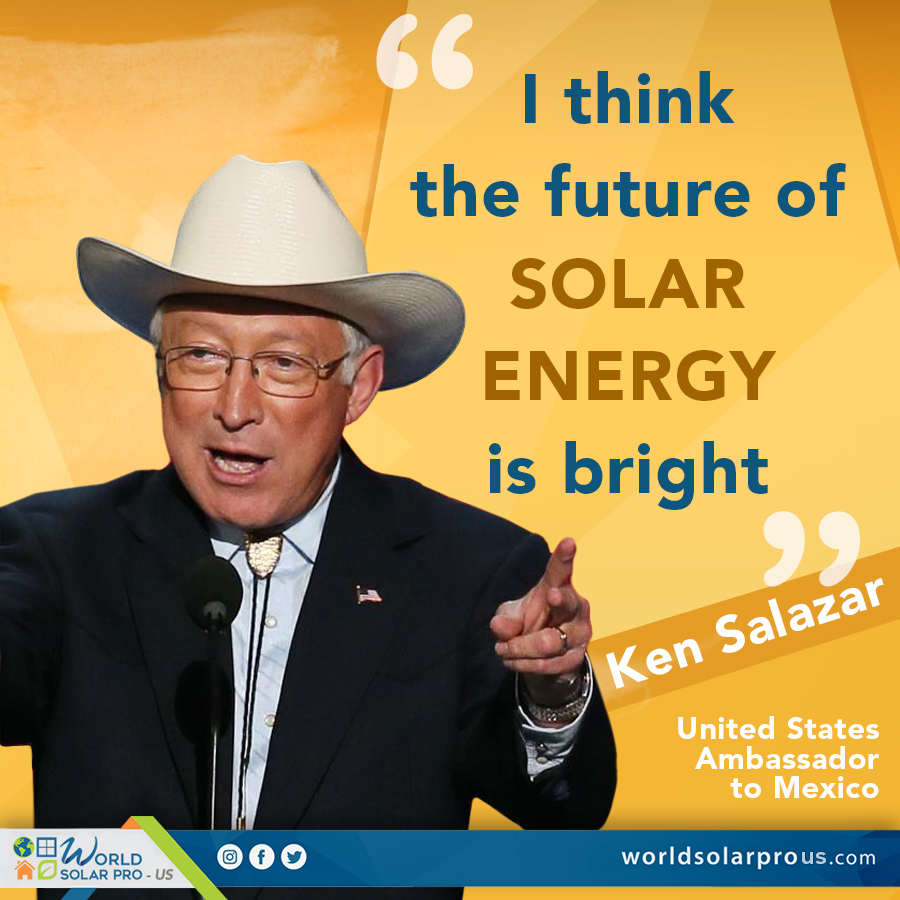 “
I think
the future of
SOLAR
ENERGY
is bright
”
Ken Salazar
United States
Ambassador
to Mexico
WORLD
SOLAR PRO - US
worldsolarprous.com